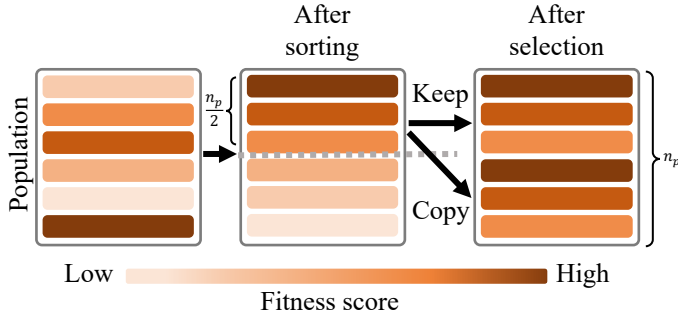 After
sorting
After
selection
Population
n_p
2
Keep
Copy
n_p
Low
High
Fitness score